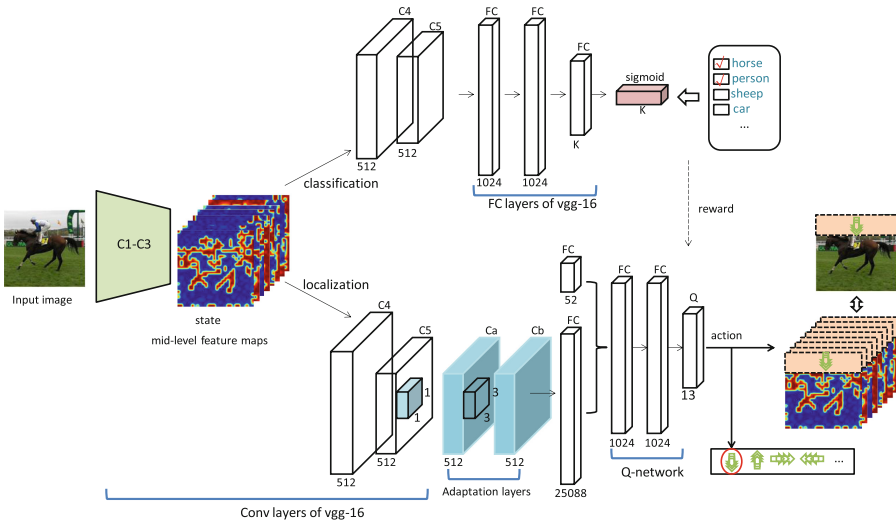 C4
C5
FC
FC
FC
sigmoid
K
512
512
1024
1024
K
FC layers of vgg-16
horse
person
sheep
car
...
classification
C1-C3
Input image
state
mid-level feature maps
localization
reward
C4
C5
1
1
512
512
Ca
Cb
3
3
512
512
Adaptation layers
Conv layers of vgg-16
FC
52
FC
25088
FC
FC
1024
1024
Q
13
Q-network
action
...